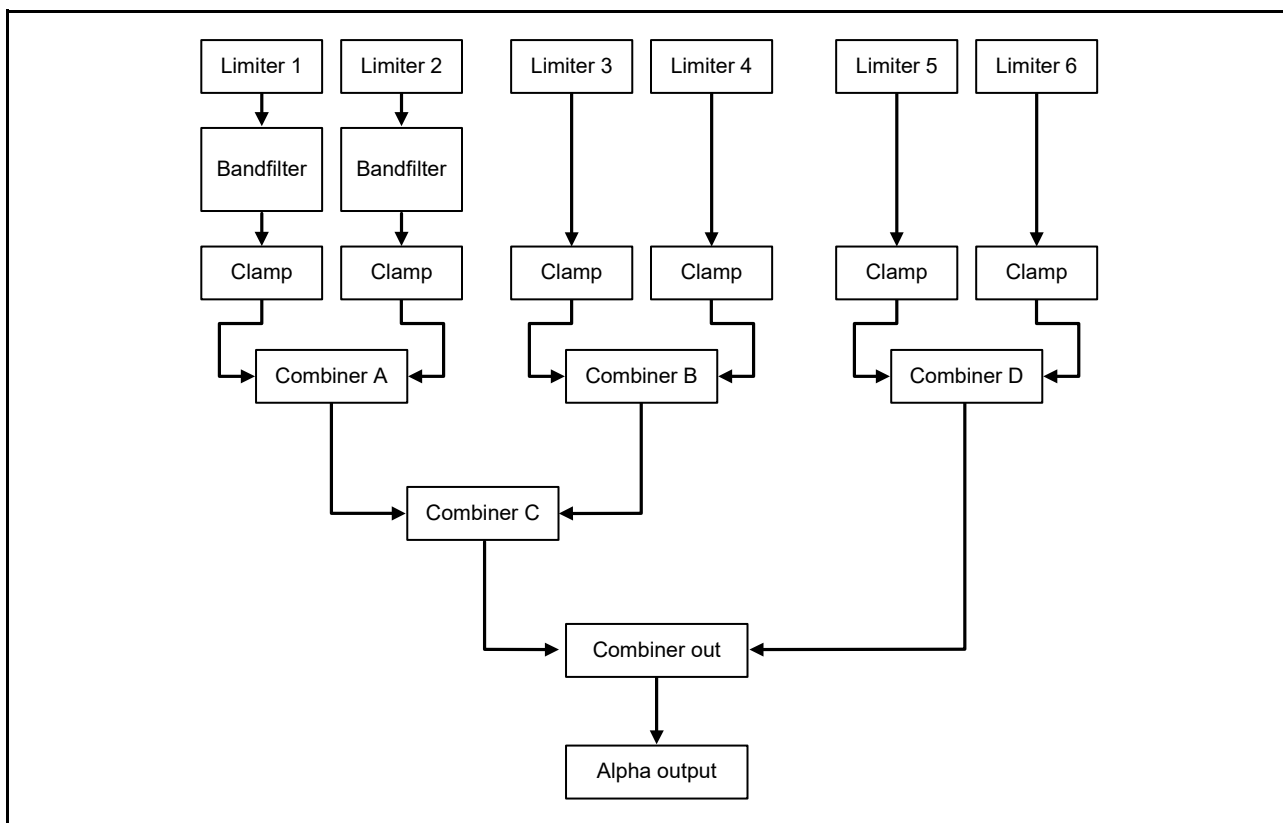 Limiter 1
Limiter 2
Limiter 3
Limiter 4
Limiter 5
Limiter 6
Bandfilter
Bandfilter
Clamp
Clamp
Clamp
Clamp
Clamp
Clamp
Combiner A
Combiner B
Combiner D
Combiner C
Combiner out
Alpha output